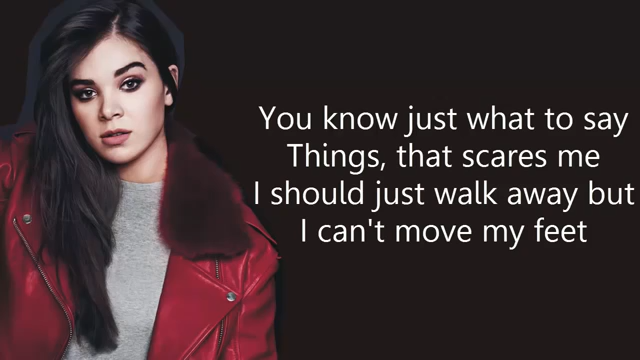 You know just what to say
Things, that scares me
I should just walk away but
I can't move my feet